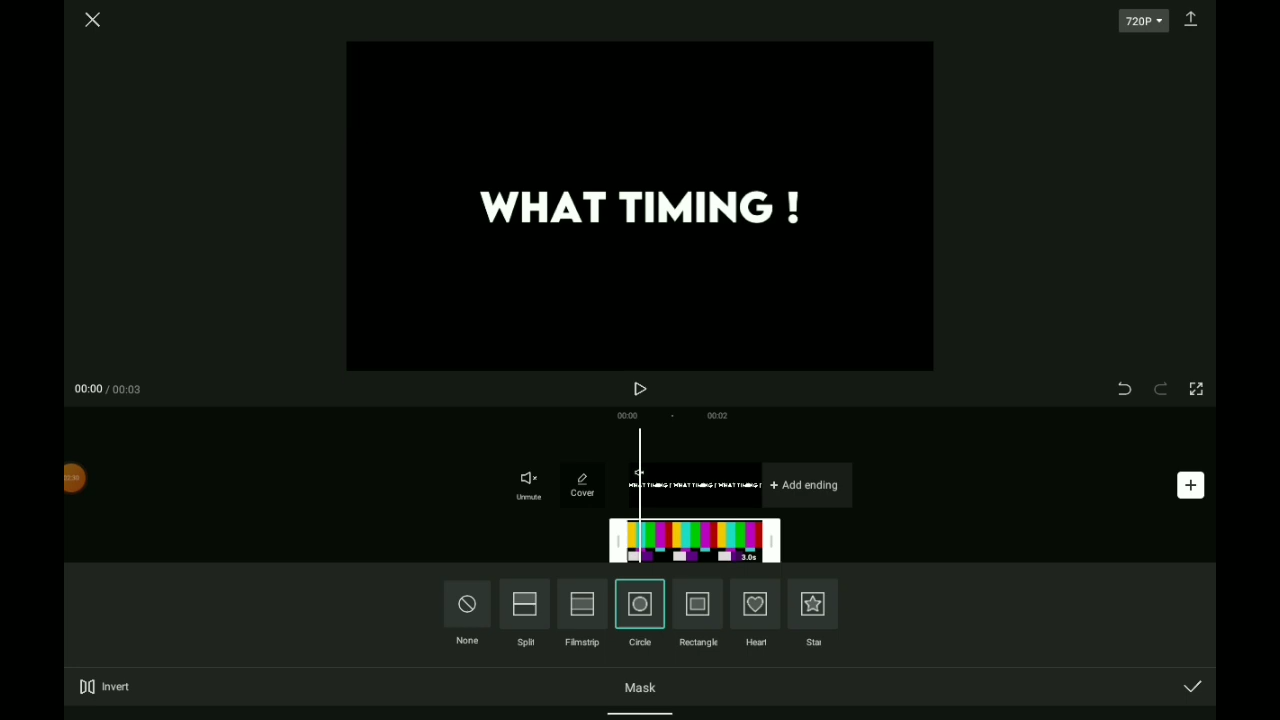 720P
WHAT TIMING !
00:00 / 00:03
00:00
00:02
Unmute
Cover
+ Add ending
3.0s
None
Split
Filmstrip
Circle
Rectangle
Heart
Star
Invert
Mask